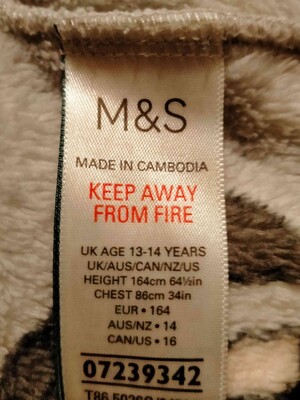 M&S
MADE IN CAMBODIA
KEEP AWAY
FROM FIRE
UK AGE 13-14 YEARS
UK/AUS/CAN/NZ/US
HEIGHT 164cm 64½in
CHEST 86cm 34in
EUR • 164
AUS/NZ • 14
CAN/US • 16
07239342